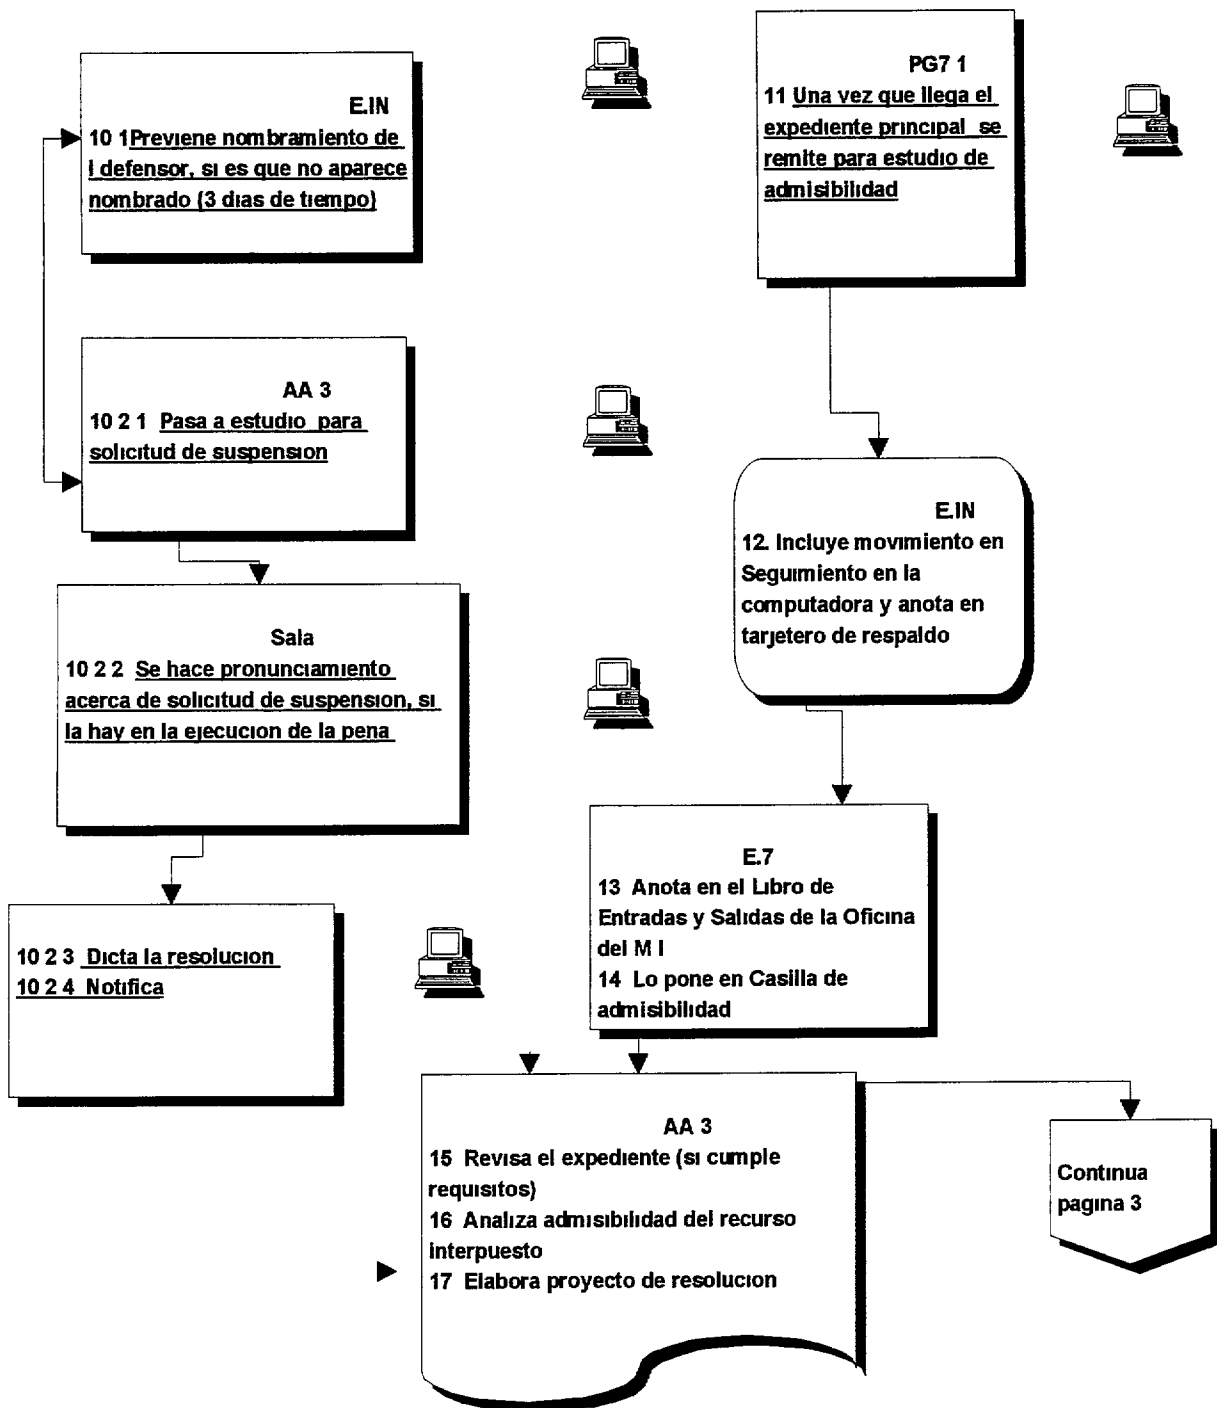 E.IN
10 1Previene nombramiento de
l defensor, si es que no aparece
nombrado (3 dias de tiempo)
AA 3
10 2 1 Pasa a estudio para
solicitud de suspension
Sala
10 2 2 Se hace pronunciamiento
acerca de solicitud de suspension, si
la hay en la ejecucion de la pena
10 2 3 Dicta la resolucion
10 2 4 Notifica
PG7 1
11 Una vez que llega el
expediente principal se
remite para estudio de
admisibilidad
E.IN
12. Incluye movimiento en
Seguimiento en la
computadora y anota en
tarjetero de respaldo
E.7
13 Anota en el Libro de
Entradas y Salidas de la Oficina
del M I
14 Lo pone en Casilla de
admisibilidad
AA 3
15 Revisa el expediente (si cumple
requisitos)
16 Analiza admisibilidad del recurso
interpuesto
17 Elabora proyecto de resolucion
Continua
pagina 3